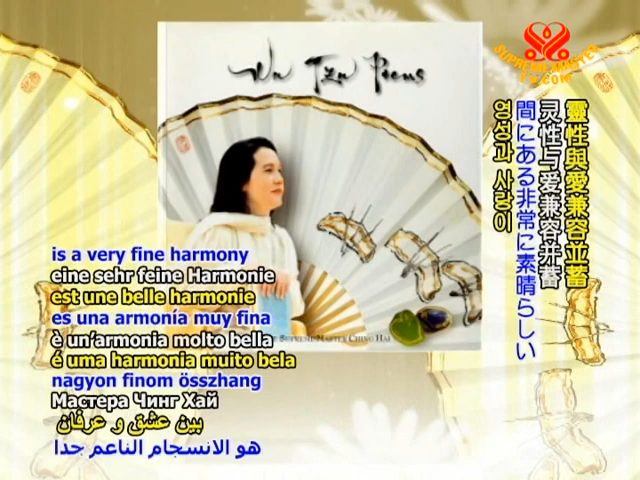 SUPREMEMASTER
TV.COM
Wu Tzu Poems
靈性與愛兼容並蓄
灵性与爱兼容并蓄
間にある非常に素晴らしい
영성과 사랑이
SUPREME MASTER CHING HAI
is a very fine harmony
eine sehr feine Harmonie
est une belle harmonie
es una armonía muy fina
è un'armonia molto bella
é uma harmonia muito bela
nagyon finom összhang
Мастера Чинг Хай
بین عشق و عرفان
هو الانسجام الناعم جدا